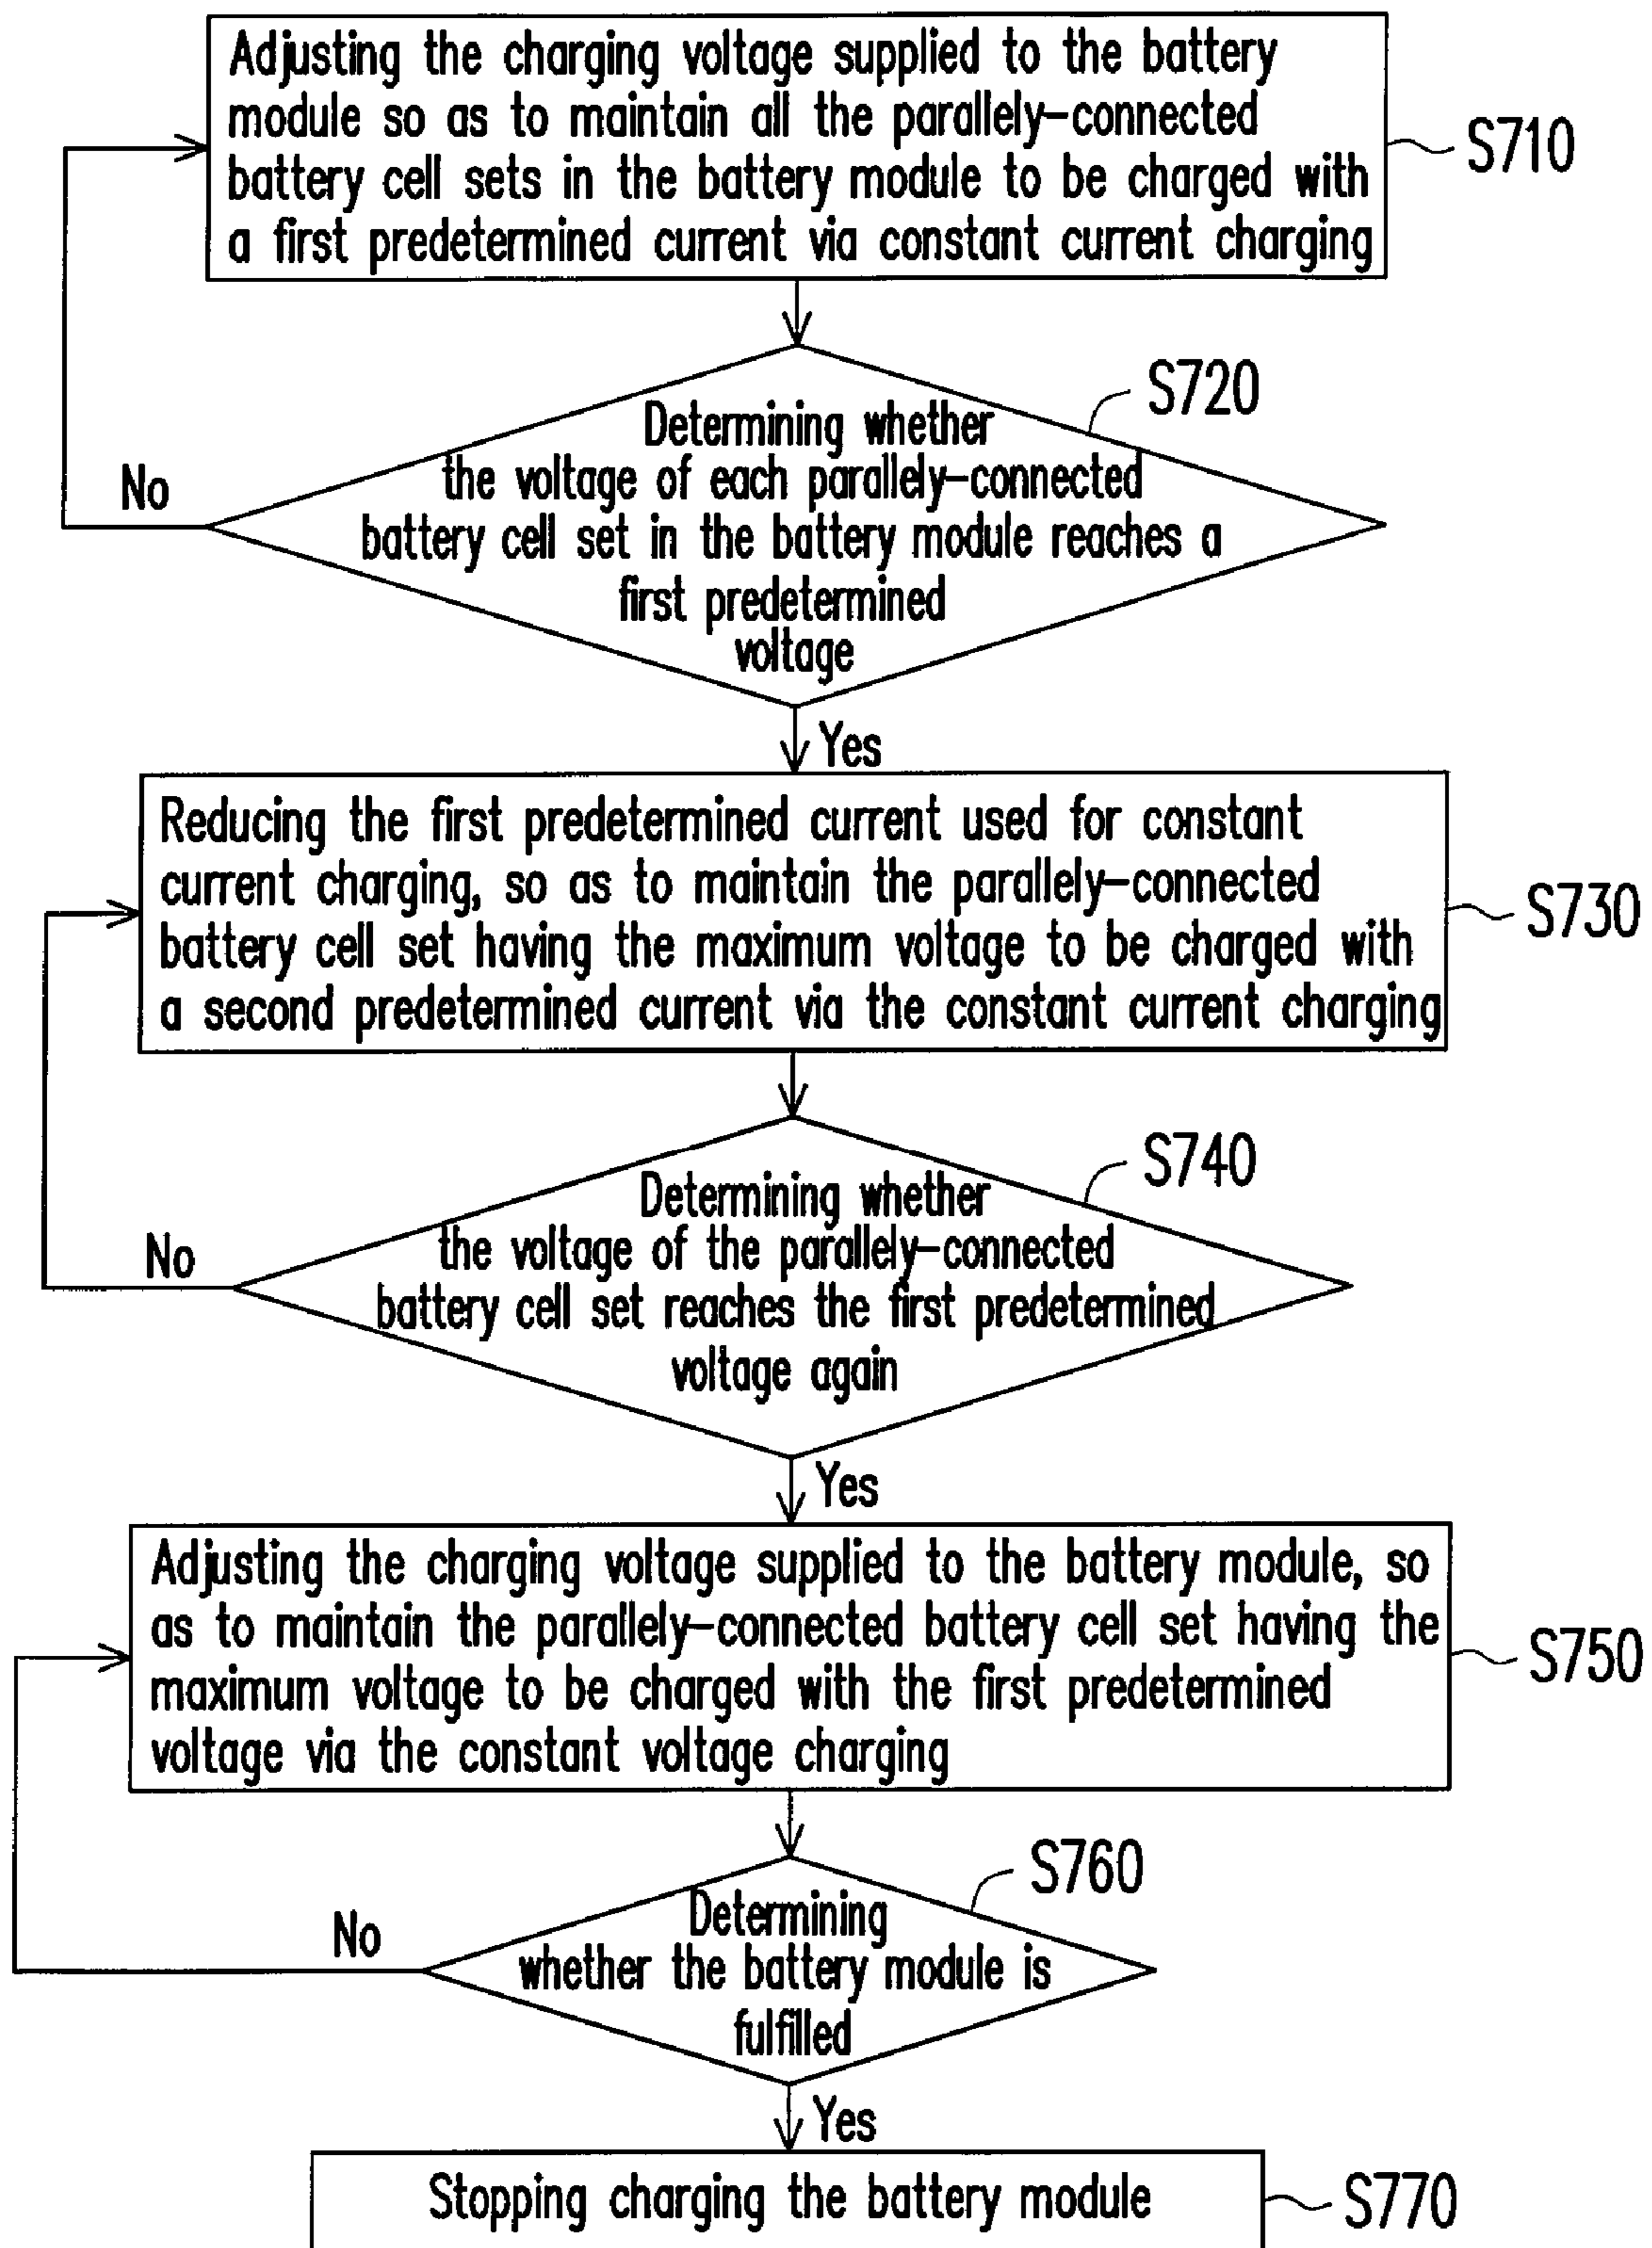 Adjusting the charging voltage supplied to the battery
module so as to maintain all the parallely-connected
battery cell sets in the battery module to be charged with
a first predetermined current via constant current charging
S710
S720
Determining whether
the voltage of each parallely-connected
battery cell set in the battery module reaches a
first predetermined
voltage
No
Yes
Reducing the first predetermined current used for constant
current charging, so as to maintain the parallely-connected
battery cell set having the maximum voltage to be charged with
a second predetermined current via the constant current charging
S730
S740
Determining whether
the voltage of the parallely-connected
battery cell set reaches the first predetermined
voltage again
No
Yes
Adjusting the charging voltage supplied to the battery module, so
as to maintain the parallely-connected battery cell set having the
maximum voltage to be charged with the first predetermined
voltage via the constant voltage charging
S750
S760
Determining
whether the battery module is
fulfilled
No
Yes
Stopping charging the battery module
S770